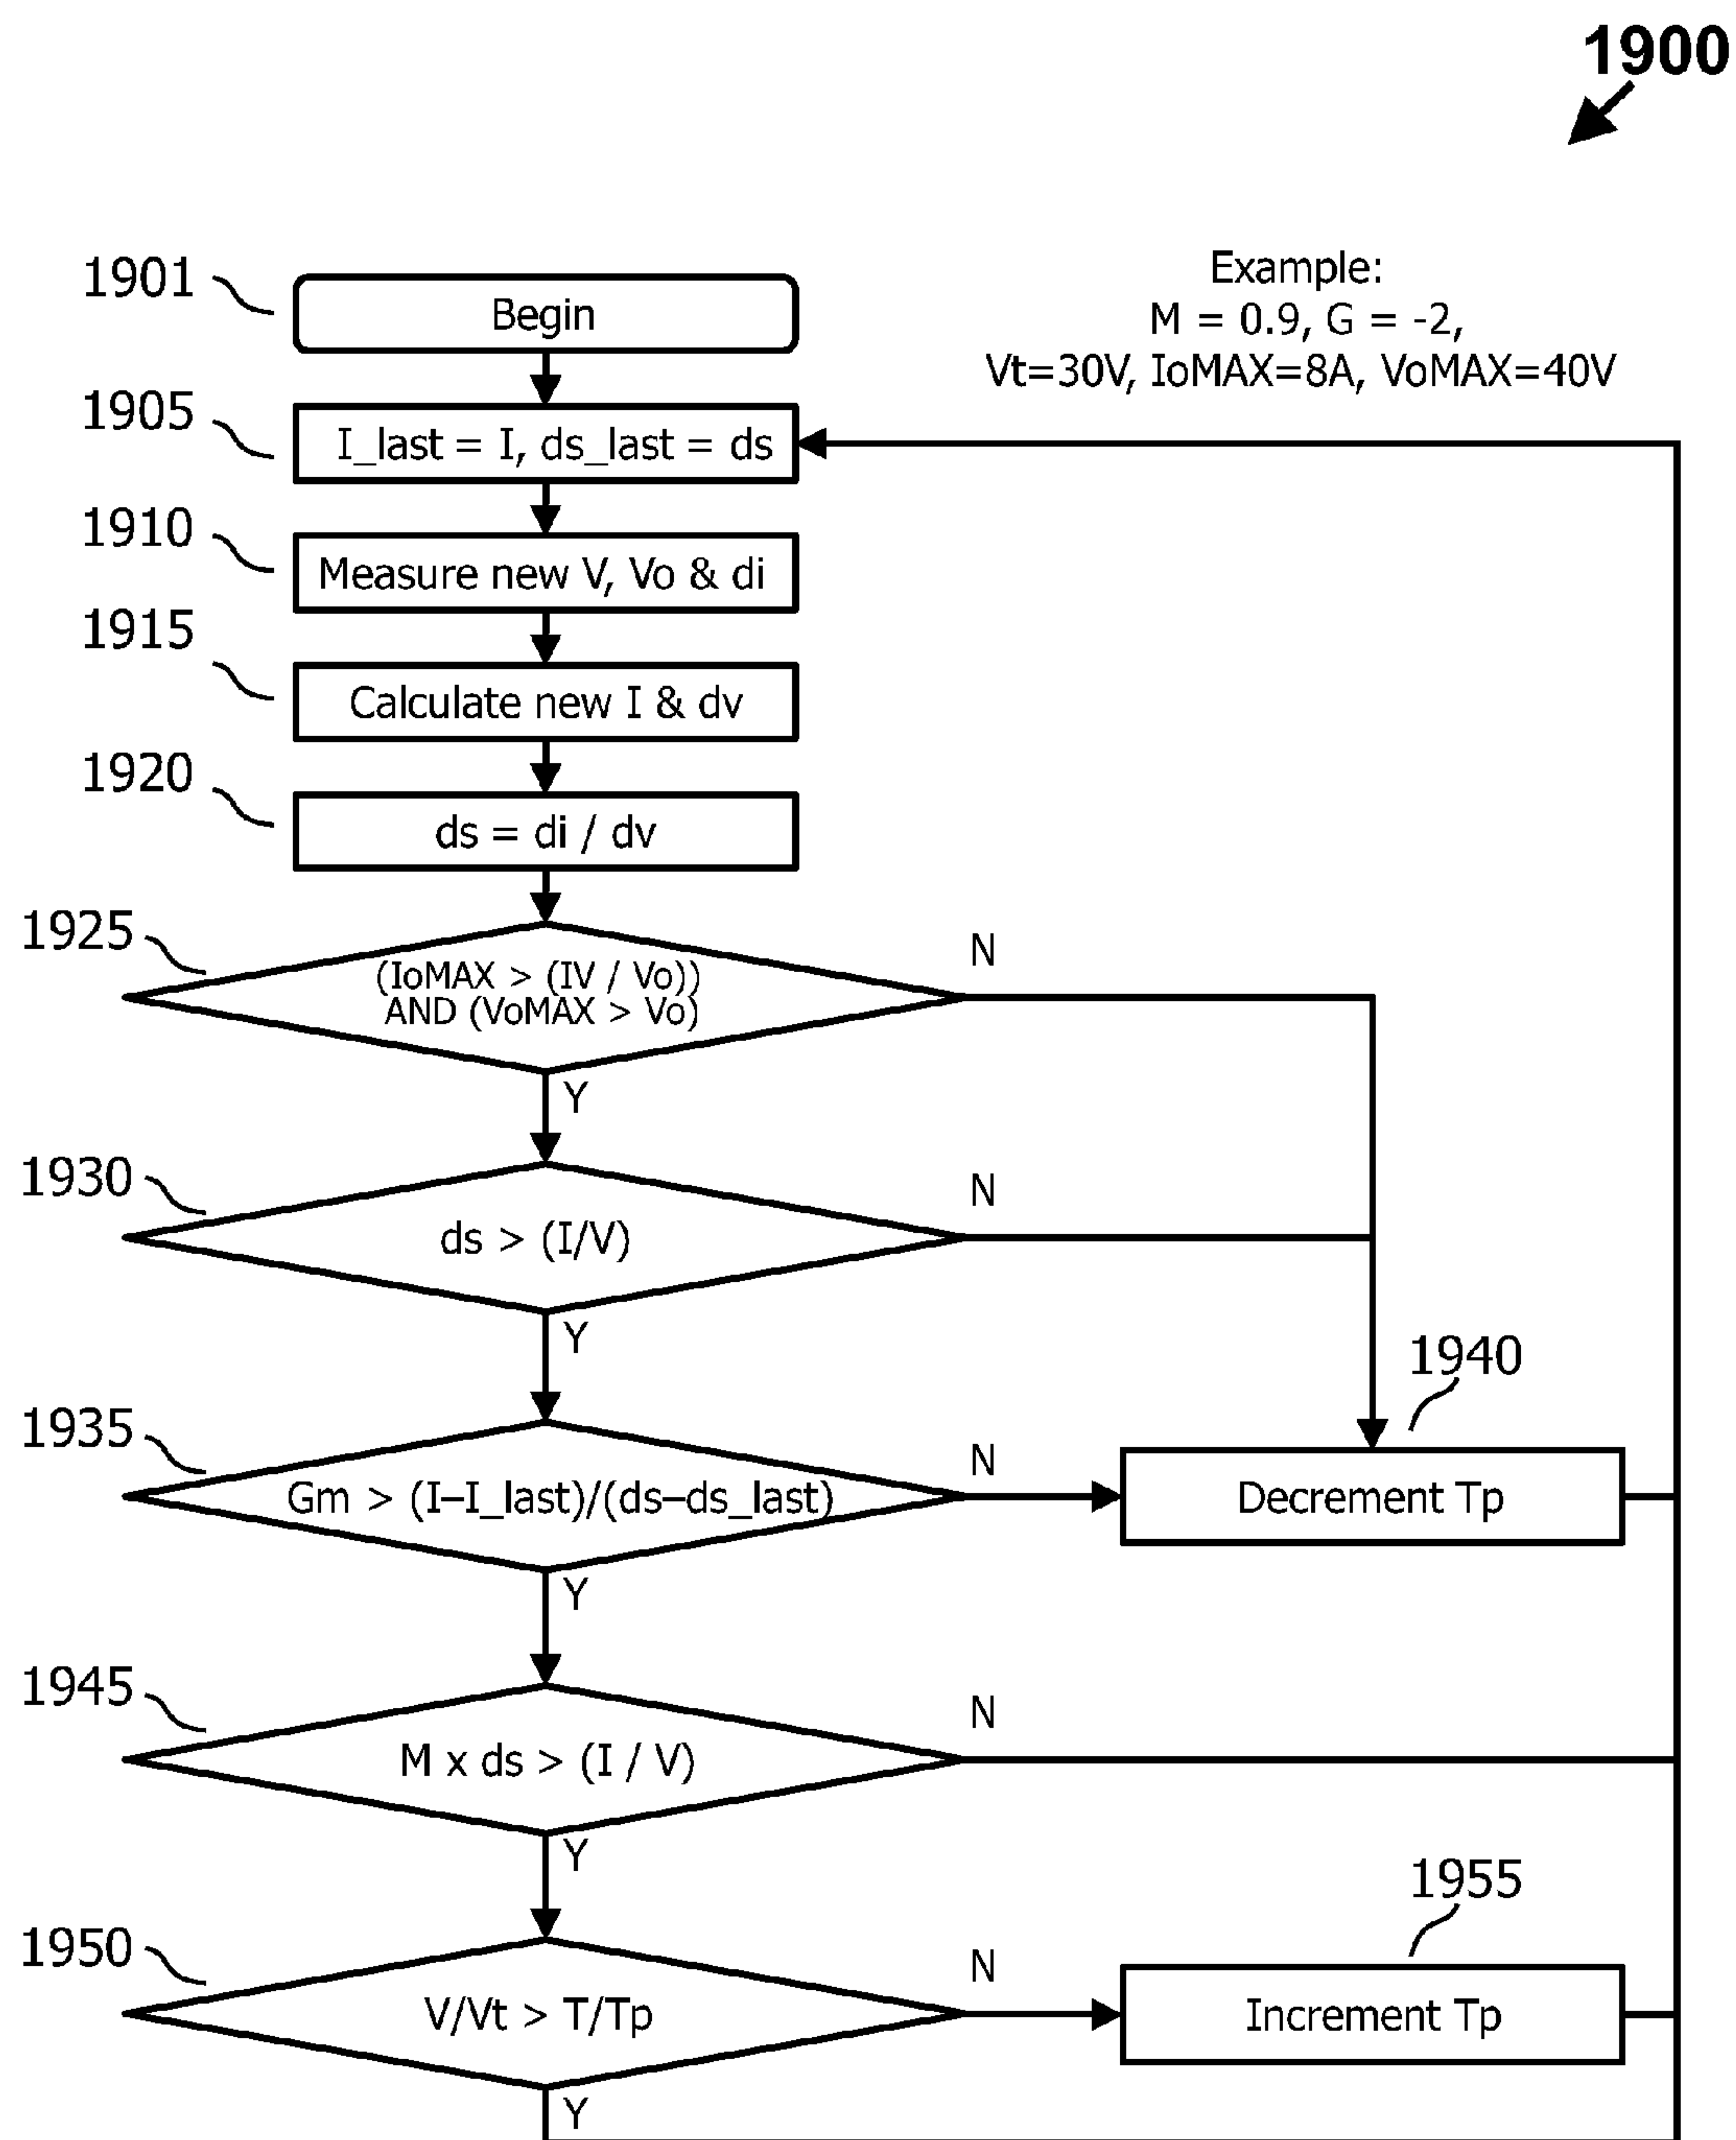 1900
Example:
M = 0.9, G = -2,
Vt=30V, IoMAX=8A, VoMAX=40V
1901
Begin
1905
I_last = I, ds_last = ds
1910
Measure new V, Vo & di
1915
Calculate new I & dv
1920
ds = di / dv
1925
(IoMAX > (IV / Vo))
AND (VoMAX > Vo)
N
Y
1930
ds > (I/V)
N
Y
1935
Gm > (I–I_last)/(ds–ds_last)
N
1940
Decrement Tp
Y
1945
M x ds > (I / V)
N
Y
1950
V/Vt > T/Tp
N
1955
Increment Tp
Y